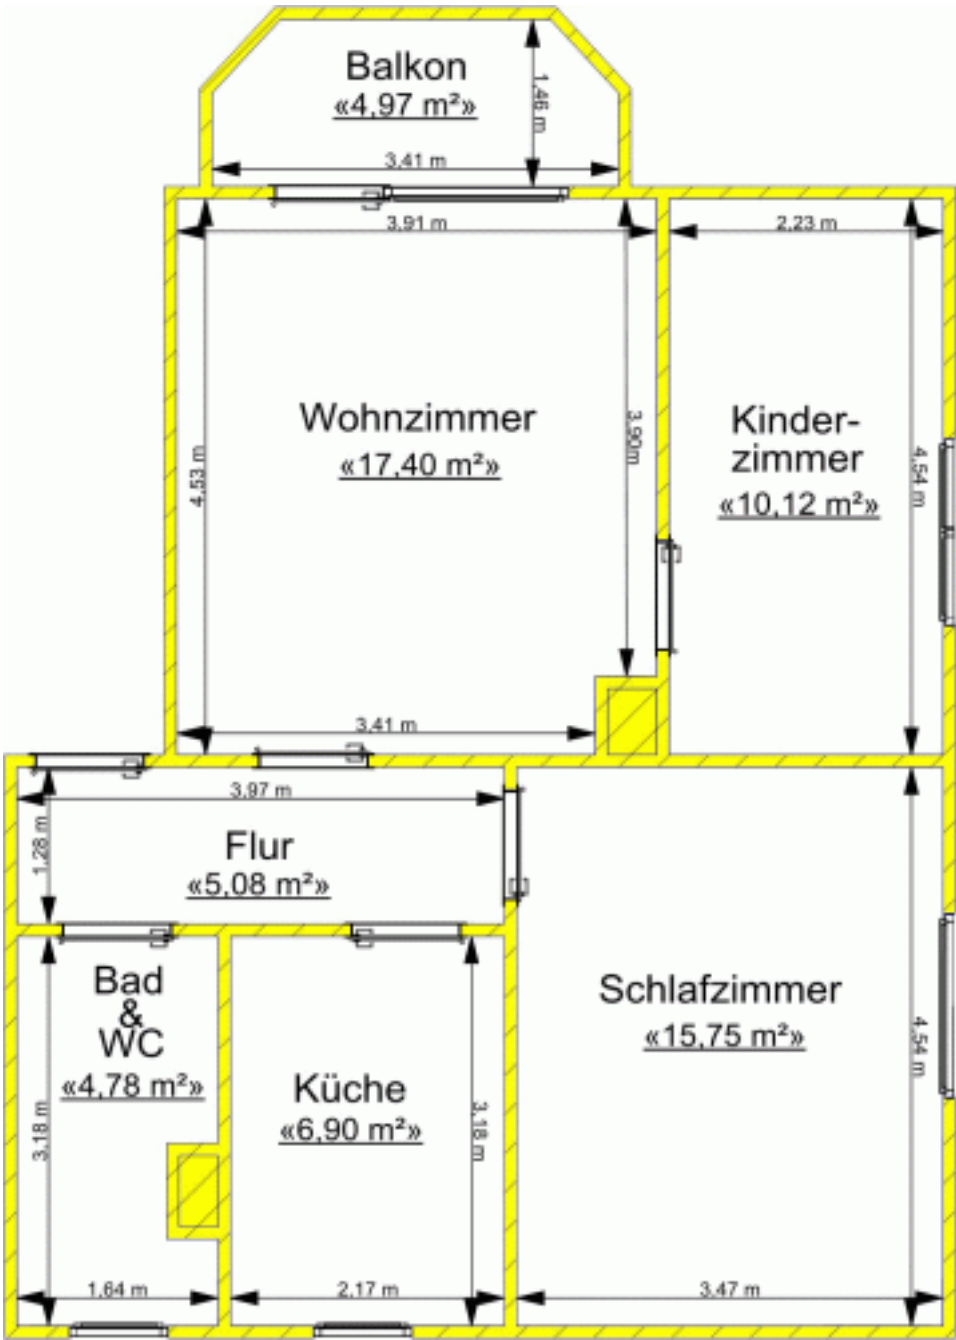 Balkon
«4,97 m²»
1,46 m
3,41 m
3,91 m
2,23 m
Wohnzimmer
«17,40 m²»
4,53 m
3,90m
Kinder-
zimmer
«10,12 m²»
4,54 m
3,41 m
3,97 m
1,28 m
Flur
«5,08 m²»
Bad
&
WC
«4,78 m²»
3,18 m
1,64 m
Küche
«6,90 m²»
3,18 m
2,17 m
Schlafzimmer
«15,75 m²»
4,54 m
3,47 m